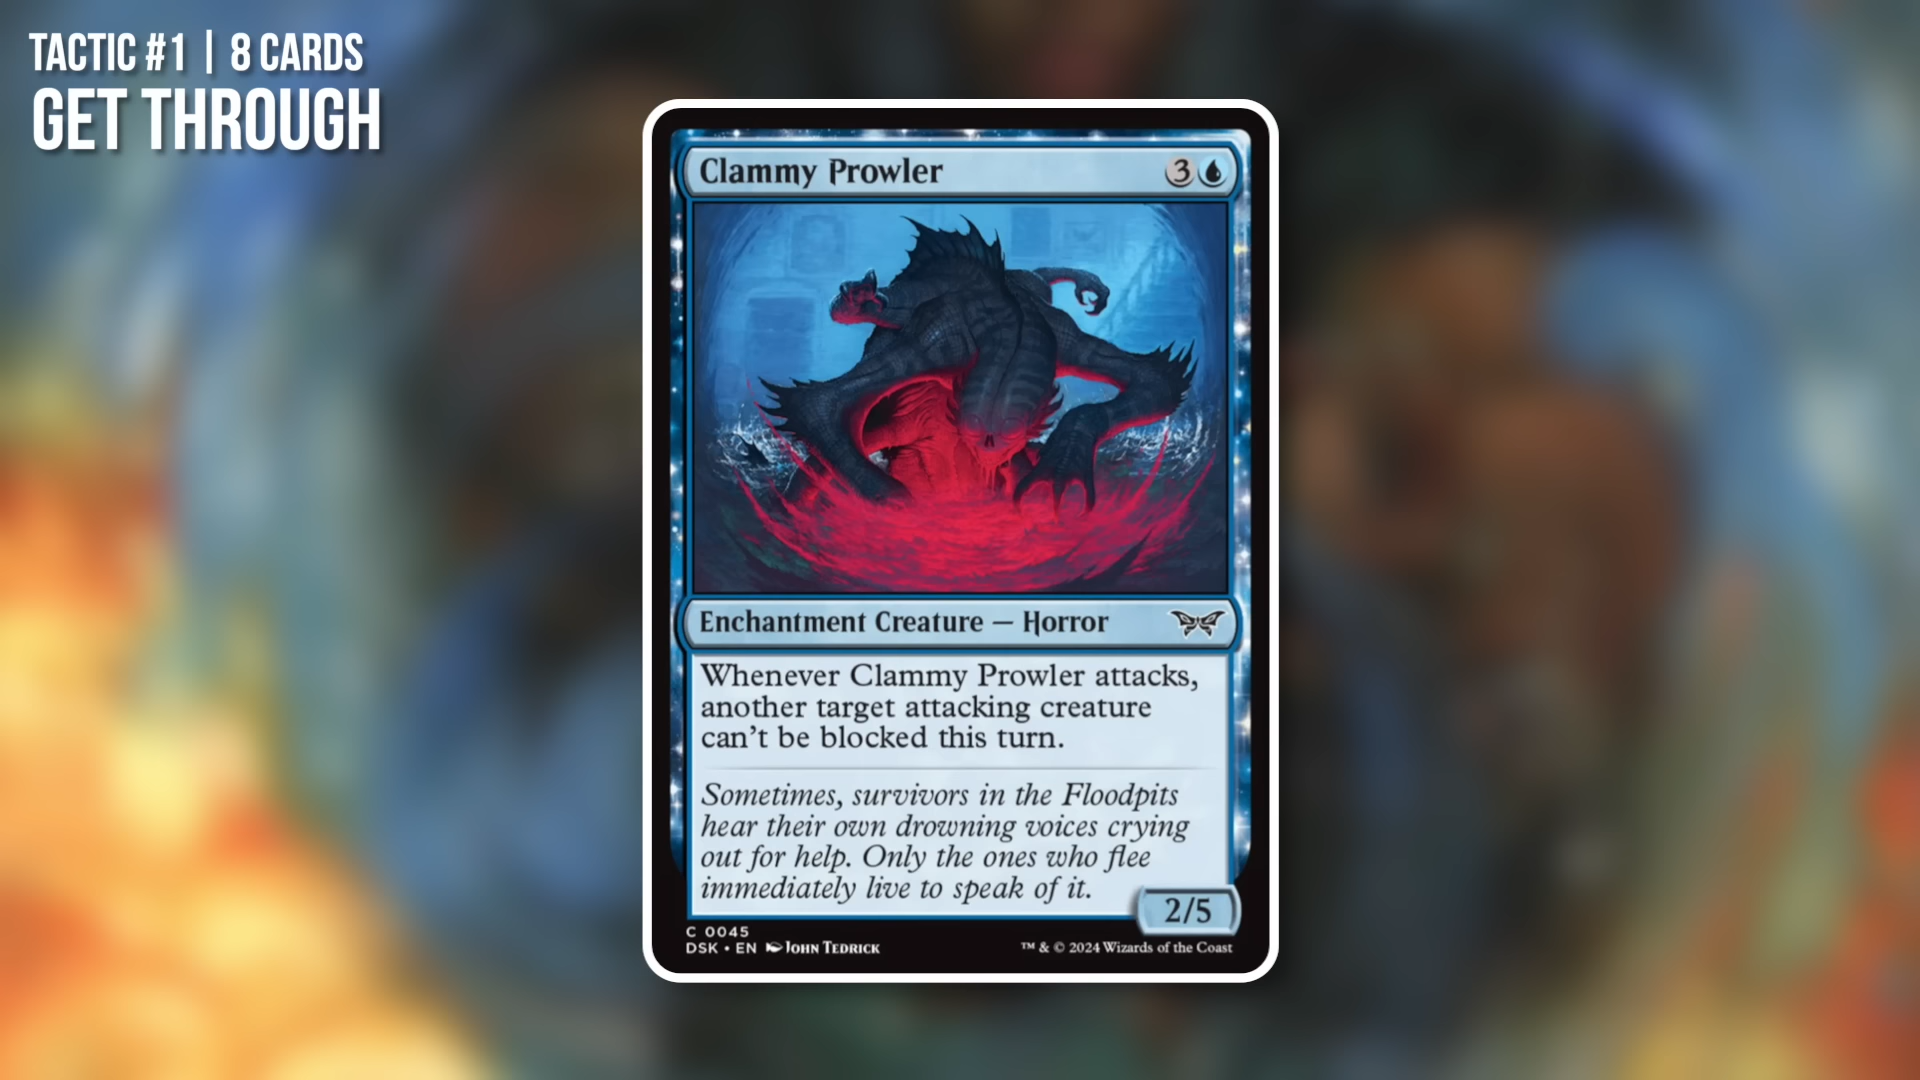 TACTIC #1 | 8 CARDS
GET THROUGH
Clammy Prowler 3
Enchantment Creature — Horror
Whenever Clammy Prowler attacks,
another target attacking creature
can't be blocked this turn.
Sometimes, survivors in the Floodpits
hear their own drowning voices crying
out for help. Only the ones who flee
immediately live to speak of it.
2/5
C 0045
DSK • EN John Tedrick
™ & © 2024 Wizards of the Coast